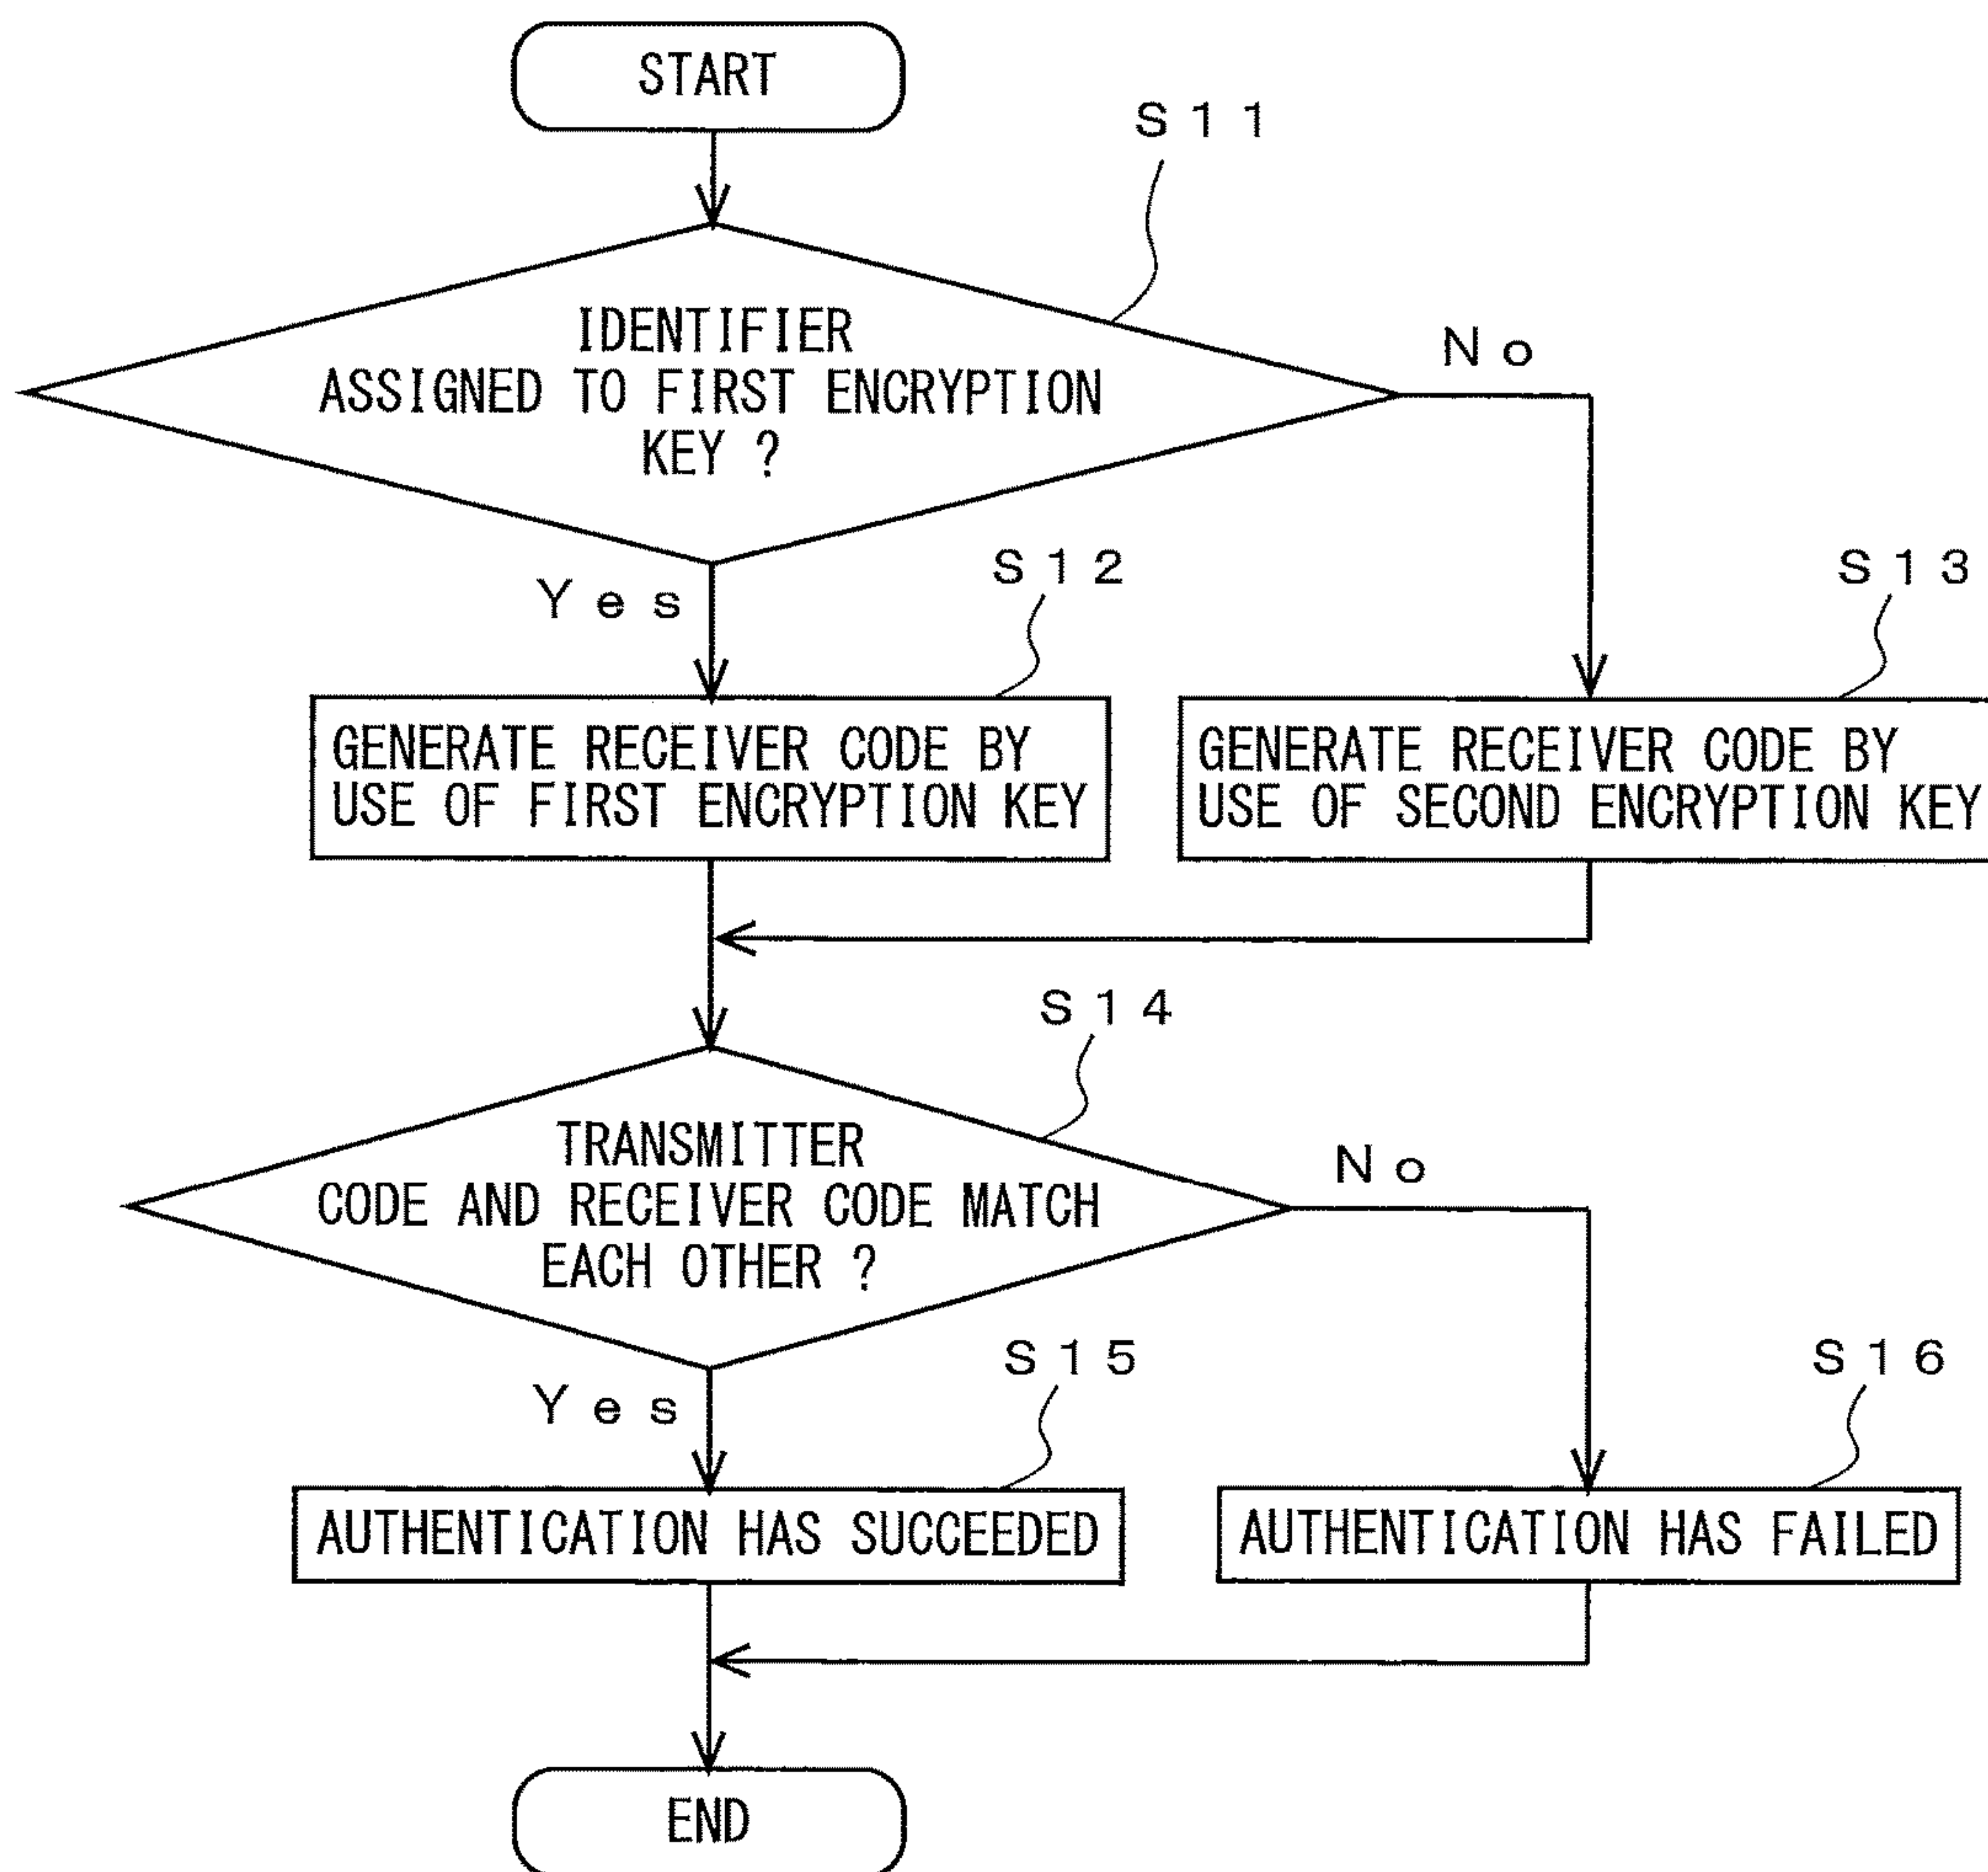 START
S11
IDENTIFIER
ASSIGNED TO FIRST ENCRYPTION
KEY ?
No
Yes
S12
S13
GENERATE RECEIVER CODE BY
USE OF FIRST ENCRYPTION KEY
GENERATE RECEIVER CODE BY
USE OF SECOND ENCRYPTION KEY
S14
TRANSMITTER
CODE AND RECEIVER CODE MATCH
EACH OTHER ?
No
Yes
S15
S16
AUTHENTICATION HAS SUCCEEDED
AUTHENTICATION HAS FAILED
END